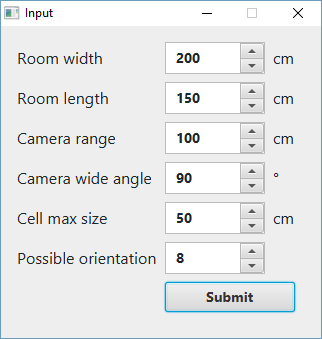 Input
Room width 200 cm
Room length 150 cm
Camera range 100 cm
Camera wide angle 90 °
Cell max size 50 cm
Possible orientation 8
Submit